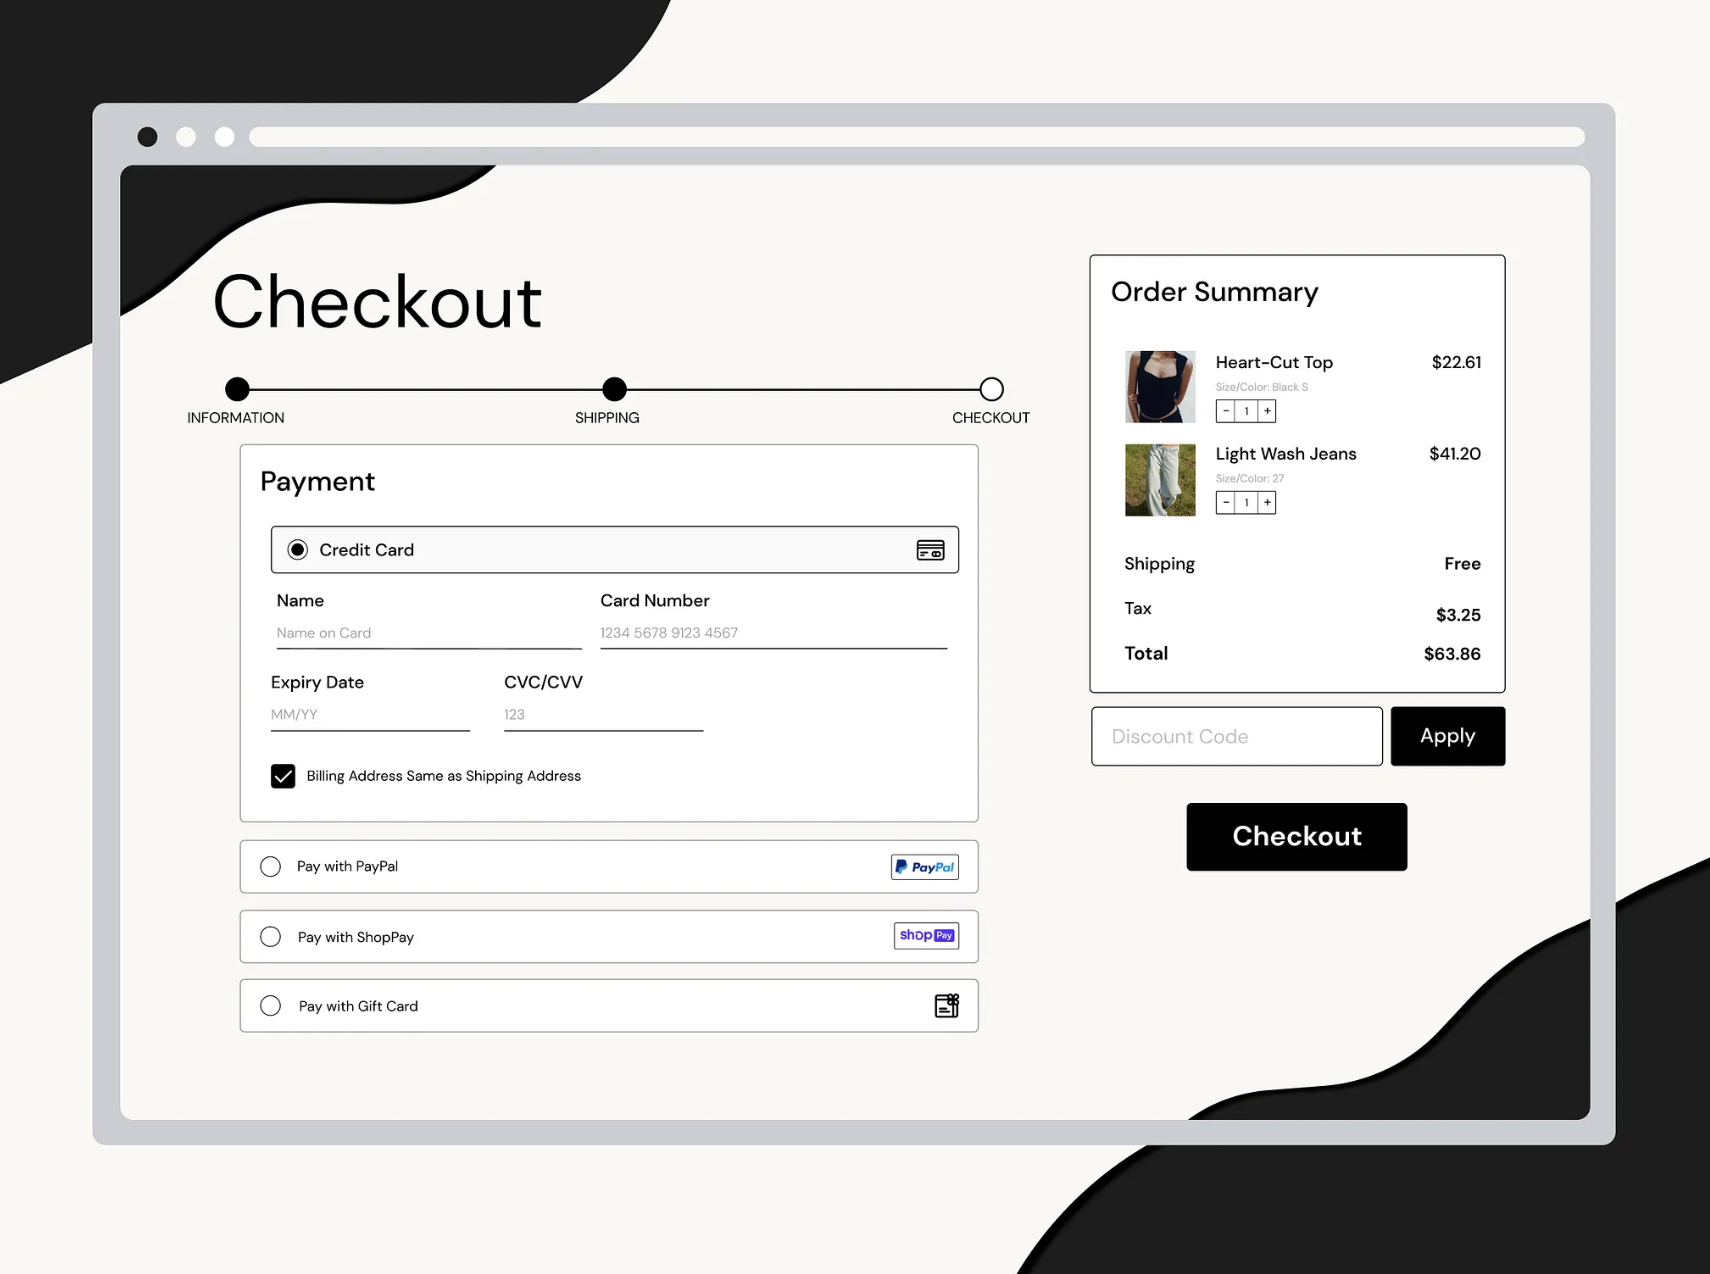 Checkout
INFORMATION
SHIPPING
CHECKOUT
Payment
Credit Card
Name
Card Number
Name on Card
1234 5678 9123 4567
Expiry Date
CVC/CVV
MM/YY
123
Billing Address Same as Shipping Address
Pay with PayPal
PayPal
Pay with ShopPay
shop Pay
Pay with Gift Card
Order Summary
Heart-Cut Top
$22.61
Size/Color: Black S
- 1 +
Light Wash Jeans
$41.20
Size/Color: 27
- 1 +
Shipping
Free
Tax
$3.25
Total
$63.86
Discount Code
Apply
Checkout